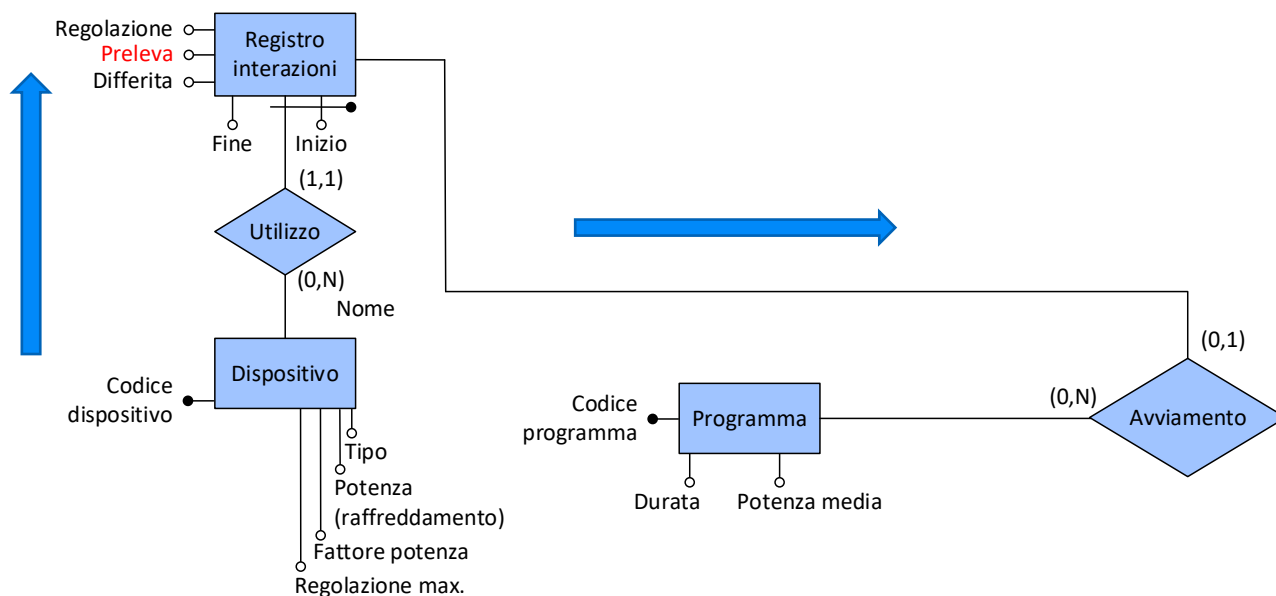 Regolazione
Preleva
Differita
Registro
interazioni
Fine
Inizio
(1,1)
Utilizzo
(0,N)
Nome
Dispositivo
Codice
dispositivo
Tipo
Potenza
(raffreddamento)
Fattore potenza
Regolazione max.
Codice
programma
Programma
Durata
Potenza media
(0,N)
(0,1)
Avviamento